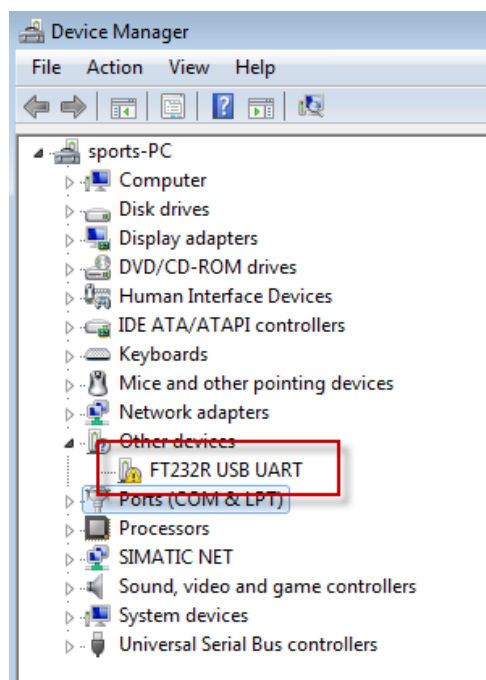 Device Manager
File Action View Help
sports-PC
Computer
Disk drives
Display adapters
DVD/CD-ROM drives
Human Interface Devices
IDE ATA/ATAPI controllers
Keyboards
Mice and other pointing devices
Network adapters
Other devices
FT232R USB UART
Ports (COM & LPT)
Processors
SIMATIC NET
Sound, video and game controllers
System devices
Universal Serial Bus controllers